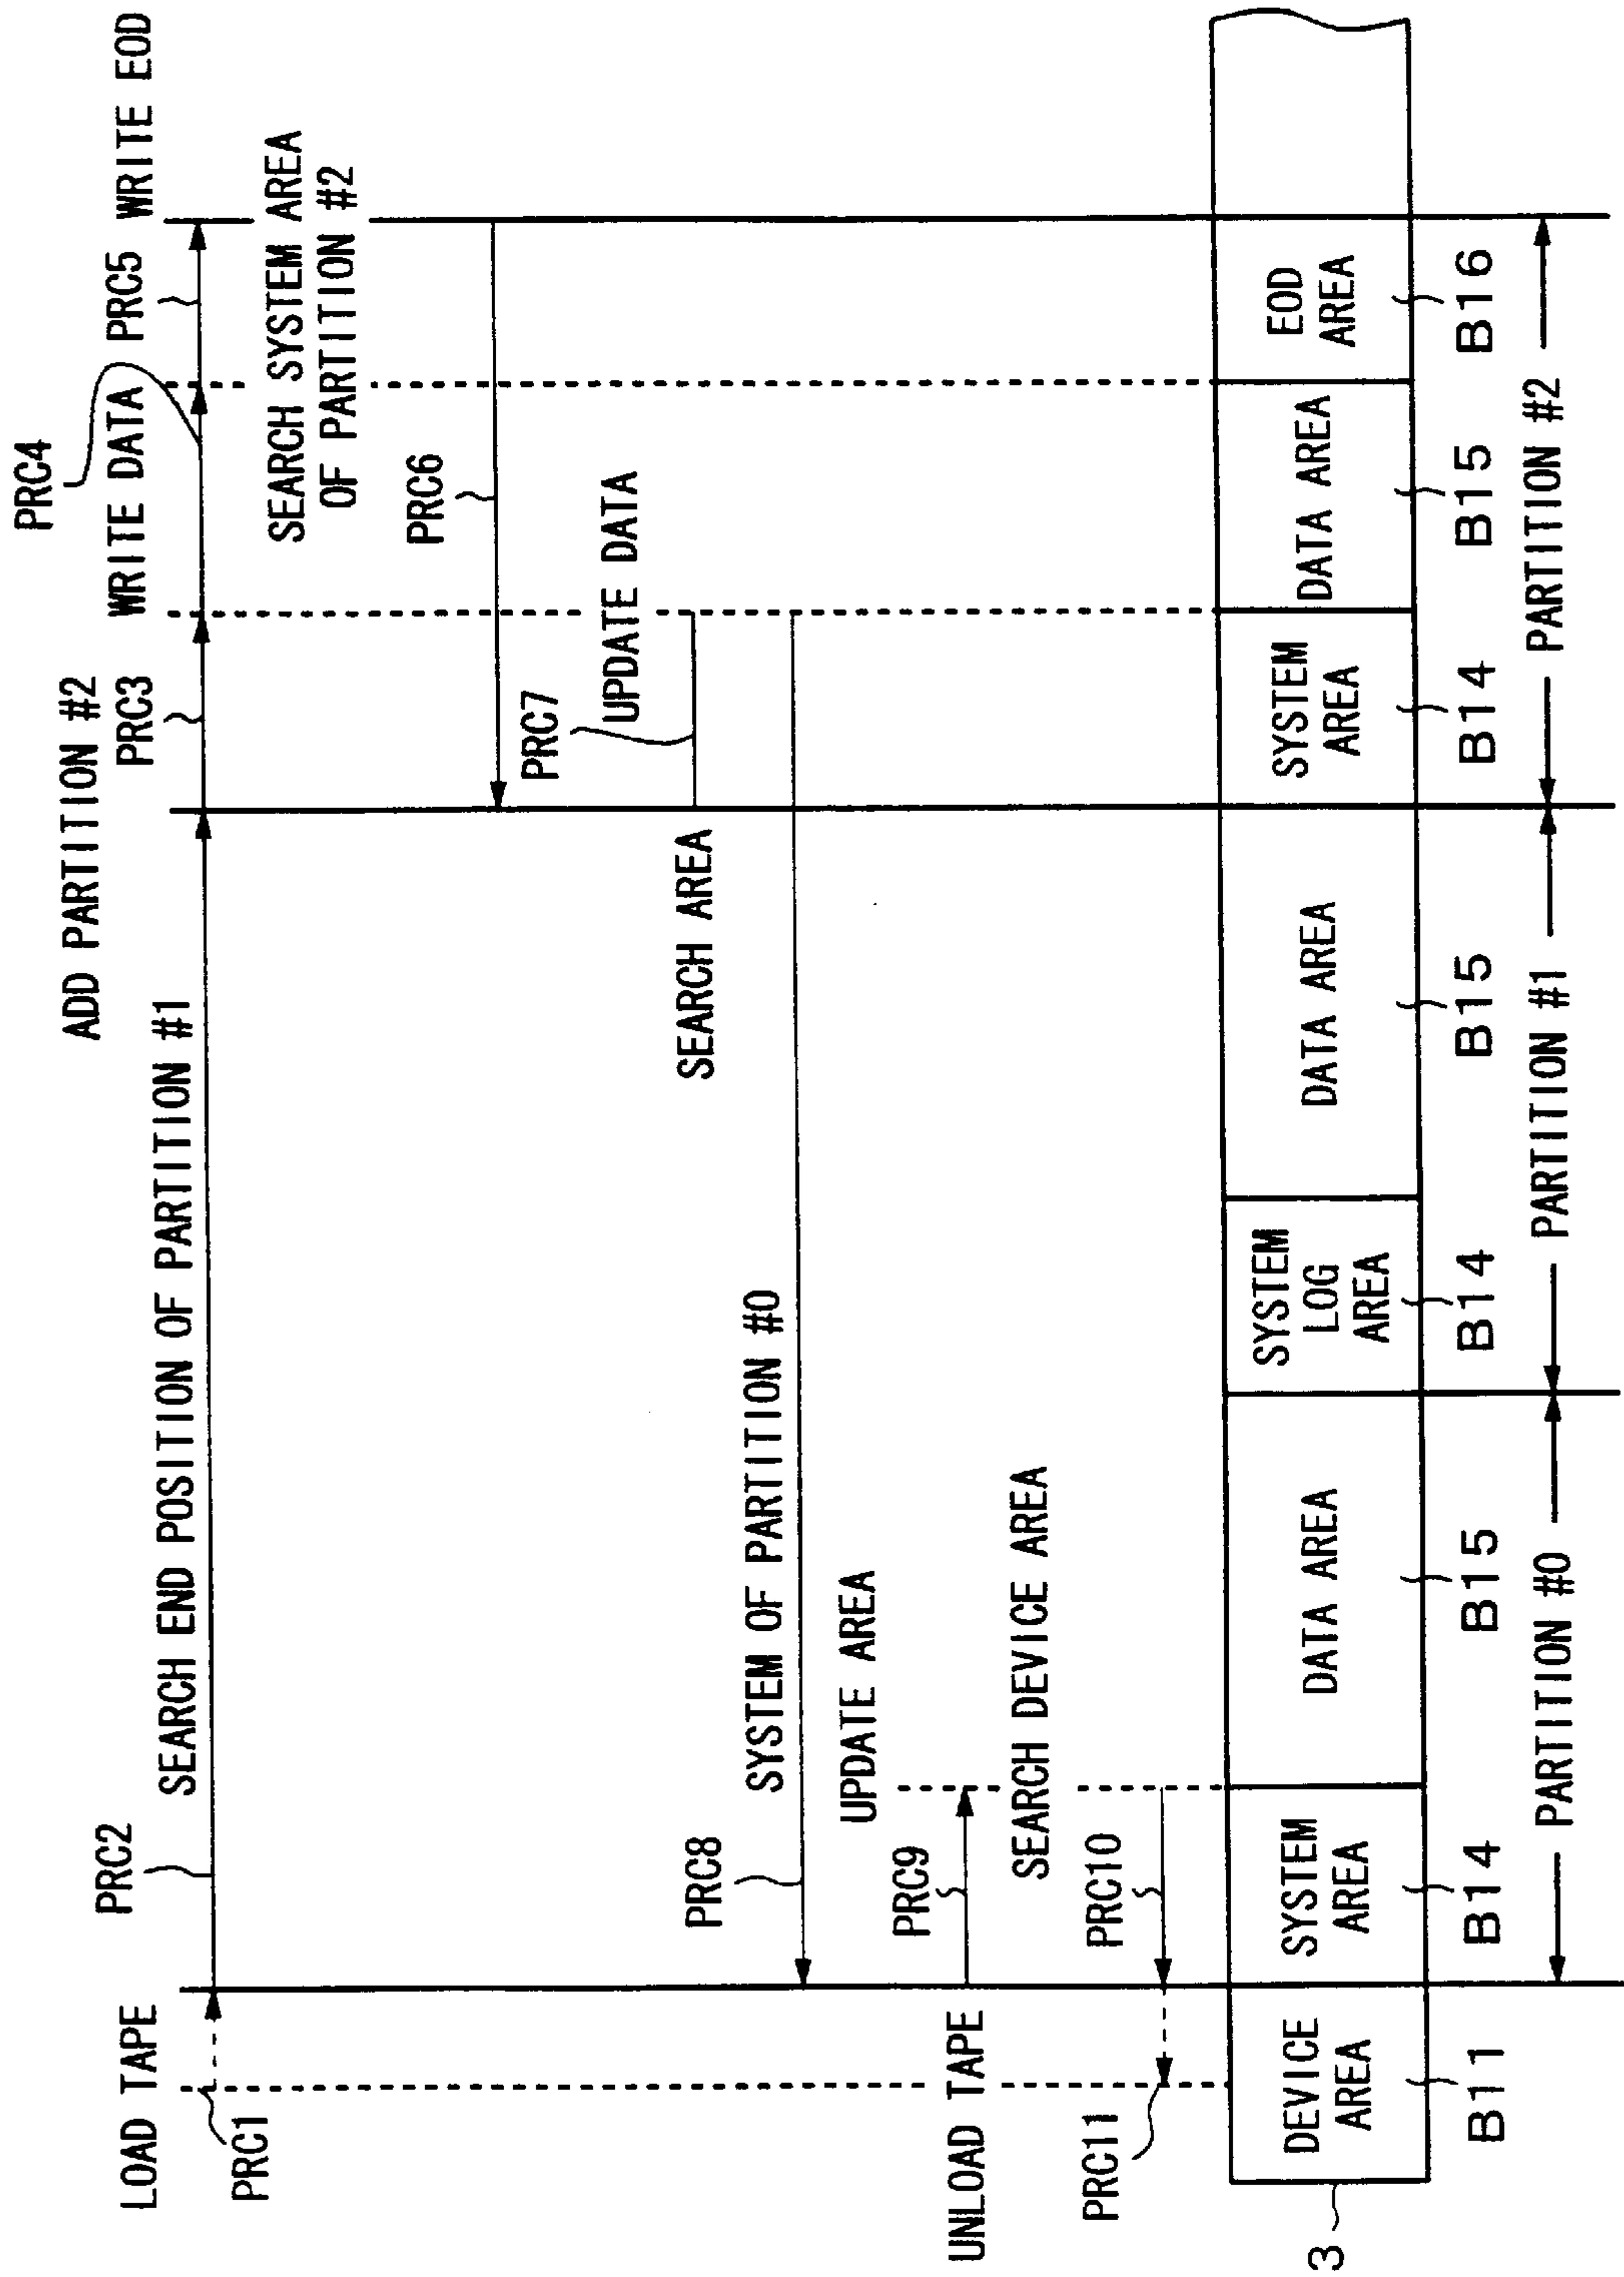 LOAD TAPE
PRC1
PRC2
SEARCH END POSITION OF PARTITION #1
ADD PARTITION #2
PRC3
PRC4
WRITE DATA
PRC5
WRITE EOD
SEARCH SYSTEM AREA
OF PARTITION #2
PRC6
PRC7
UPDATE DATA
SEARCH AREA
SYSTEM OF PARTITION #0
PRC8
UPDATE AREA
PRC9
SEARCH DEVICE AREA
PRC10
UNLOAD TAPE
PRC11
3
DEVICE
AREA
SYSTEM
AREA
DATA AREA
SYSTEM
LOG
AREA
DATA AREA
SYSTEM
AREA
DATA AREA
EOD
AREA
B11
B14
B15
B14
B15
B14
B15
B16
PARTITION #0
PARTITION #1
PARTITION #2